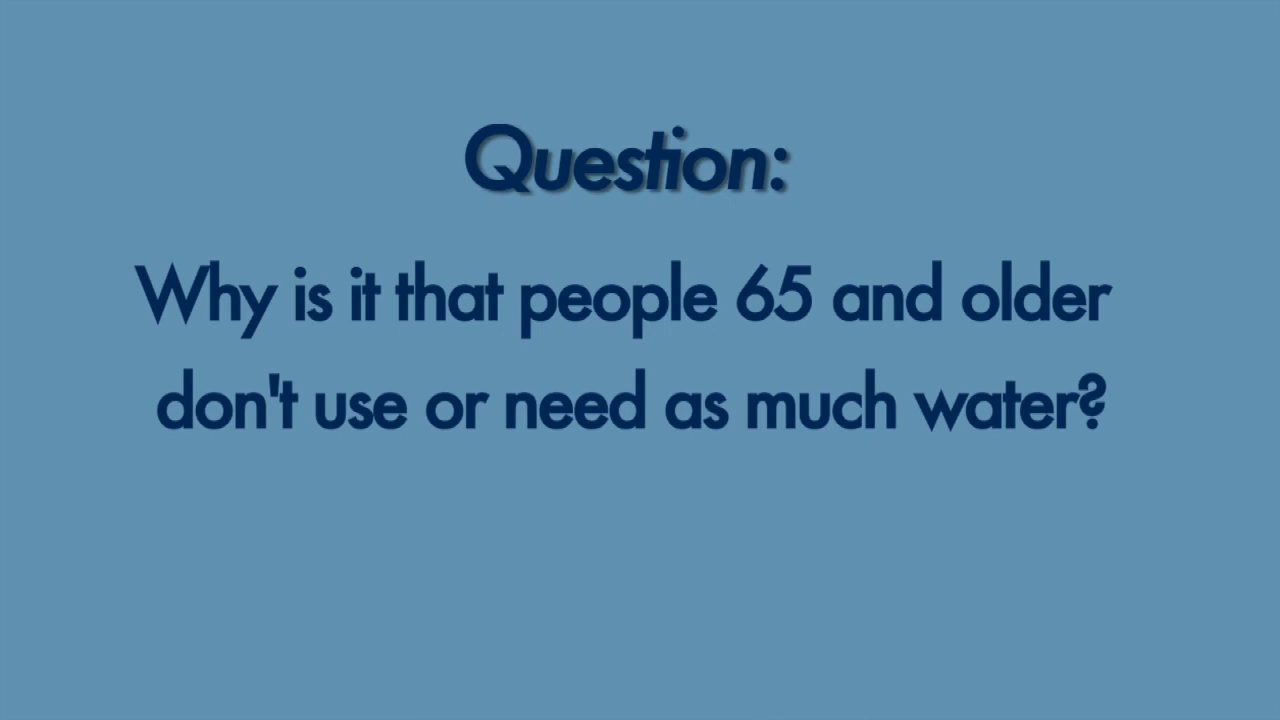 Question:
Why is it that people 65 and older
don't use or need as much water?